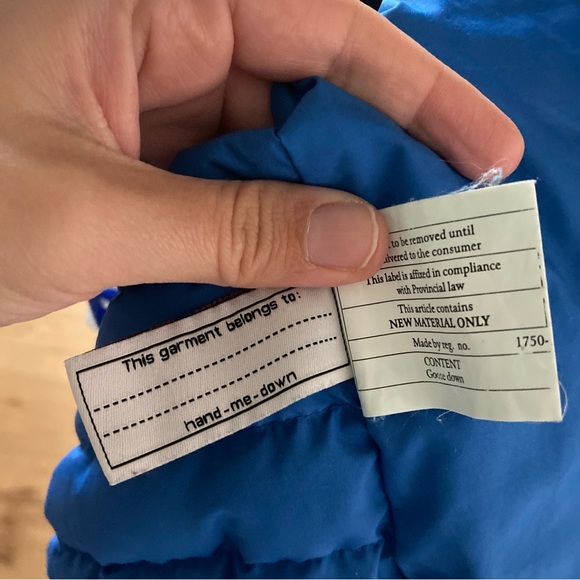 This garment belongs to:
hand-me-down
to be removed until
to the consumer
This label is affixed in compliance
with Provincial law
This article contains
NEW MATERIAL ONLY
Made by reg. no. 1750-
CONTENT
Goose down